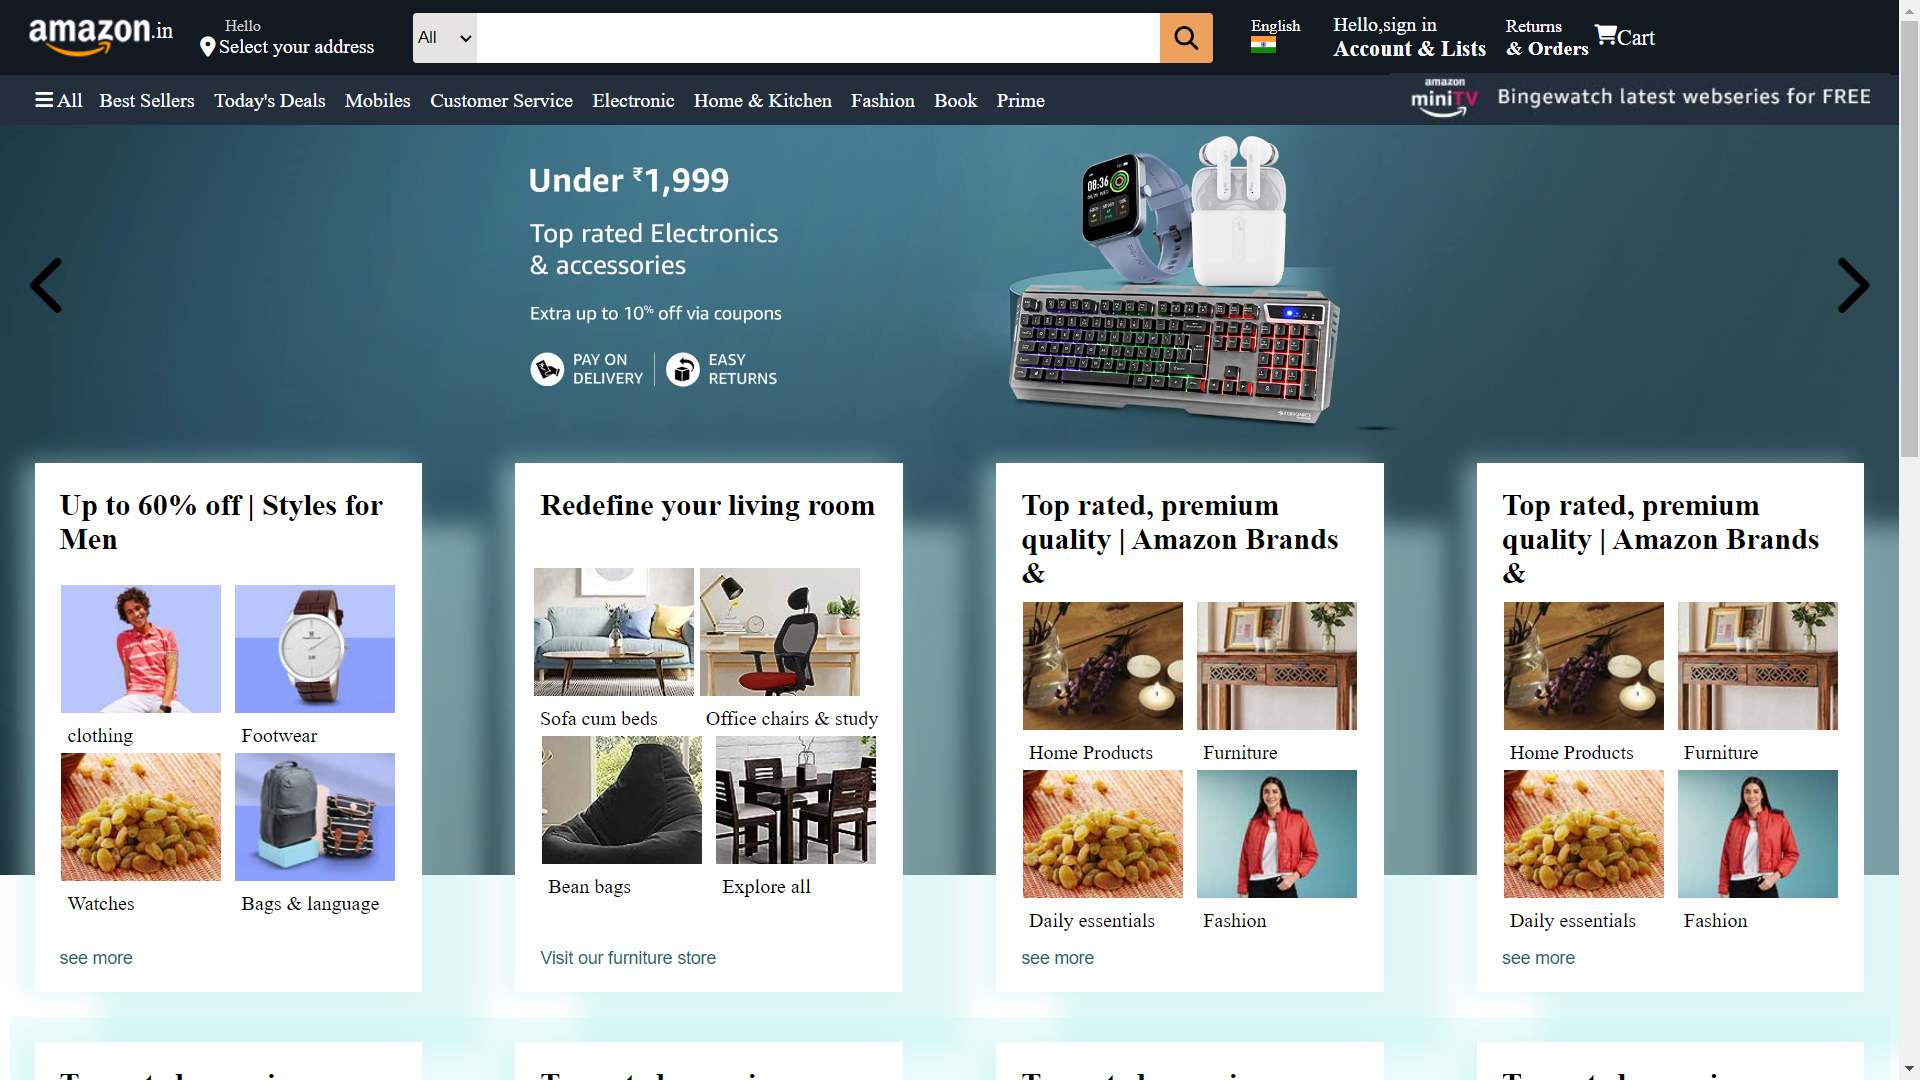 amazon.in
Hello
Select your address
All
English
Hello,sign in
Account & Lists
Returns
& Orders
Cart
All Best Sellers Today's Deals Mobiles Customer Service Electronic Home & Kitchen Fashion Book Prime
amazon
miniTV
Bingewatch latest webseries for FREE
Under ₹1,999
Top rated Electronics
& accessories
Extra up to 10% off via coupons
PAY ON
DELIVERY
EASY
RETURNS
08:36
Up to 60% off | Styles for
Men
clothing
Footwear
Watches
Bags & language
see more
Redefine your living room
Sofa cum beds
Office chairs & study
Bean bags
Explore all
Visit our furniture store
Top rated, premium
quality | Amazon Brands
&
Home Products
Furniture
Daily essentials
Fashion
see more
Top rated, premium
quality | Amazon Brands
&
Home Products
Furniture
Daily essentials
Fashion
see more